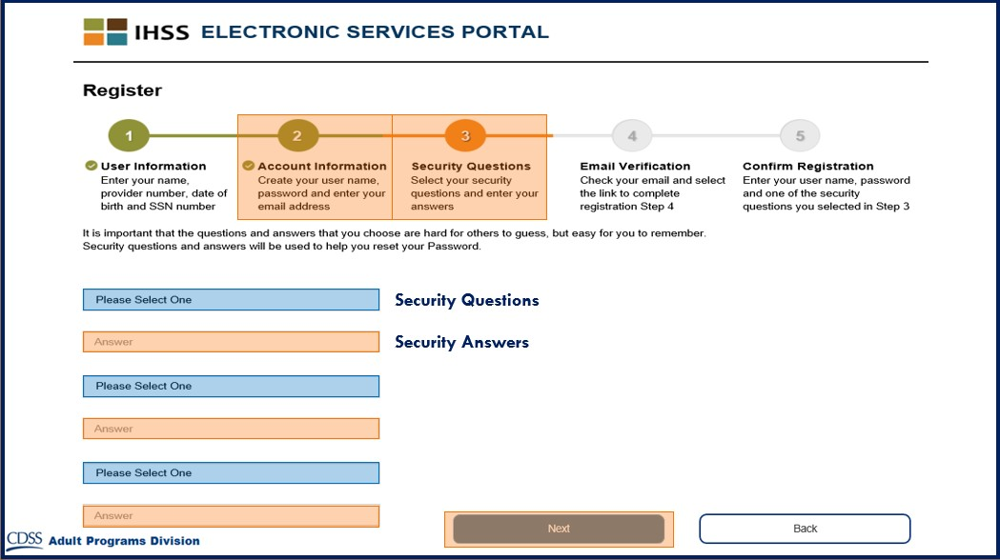 IHSS ELECTRONIC SERVICES PORTAL
Register
1 2 3 4 5
User Information
Enter your name,
provider number, date of
birth and SSN number
Account Information
Create your user name,
password and enter your
email address
Security Questions
Select your security
questions and enter your
answers
Email Verification
Check your email and select
the link to complete
registration Step 4
Confirm Registration
Enter your user name, password
and one of the security
questions you selected in Step 3
It is important that the questions and answers that you choose are hard for others to guess, but easy for you to remember.
Security questions and answers will be used to help you reset your Password.
Please Select One Security Questions
Answer Security Answers
Please Select One
Answer
Please Select One
Answer
Next Back
CDSS Adult Programs Division